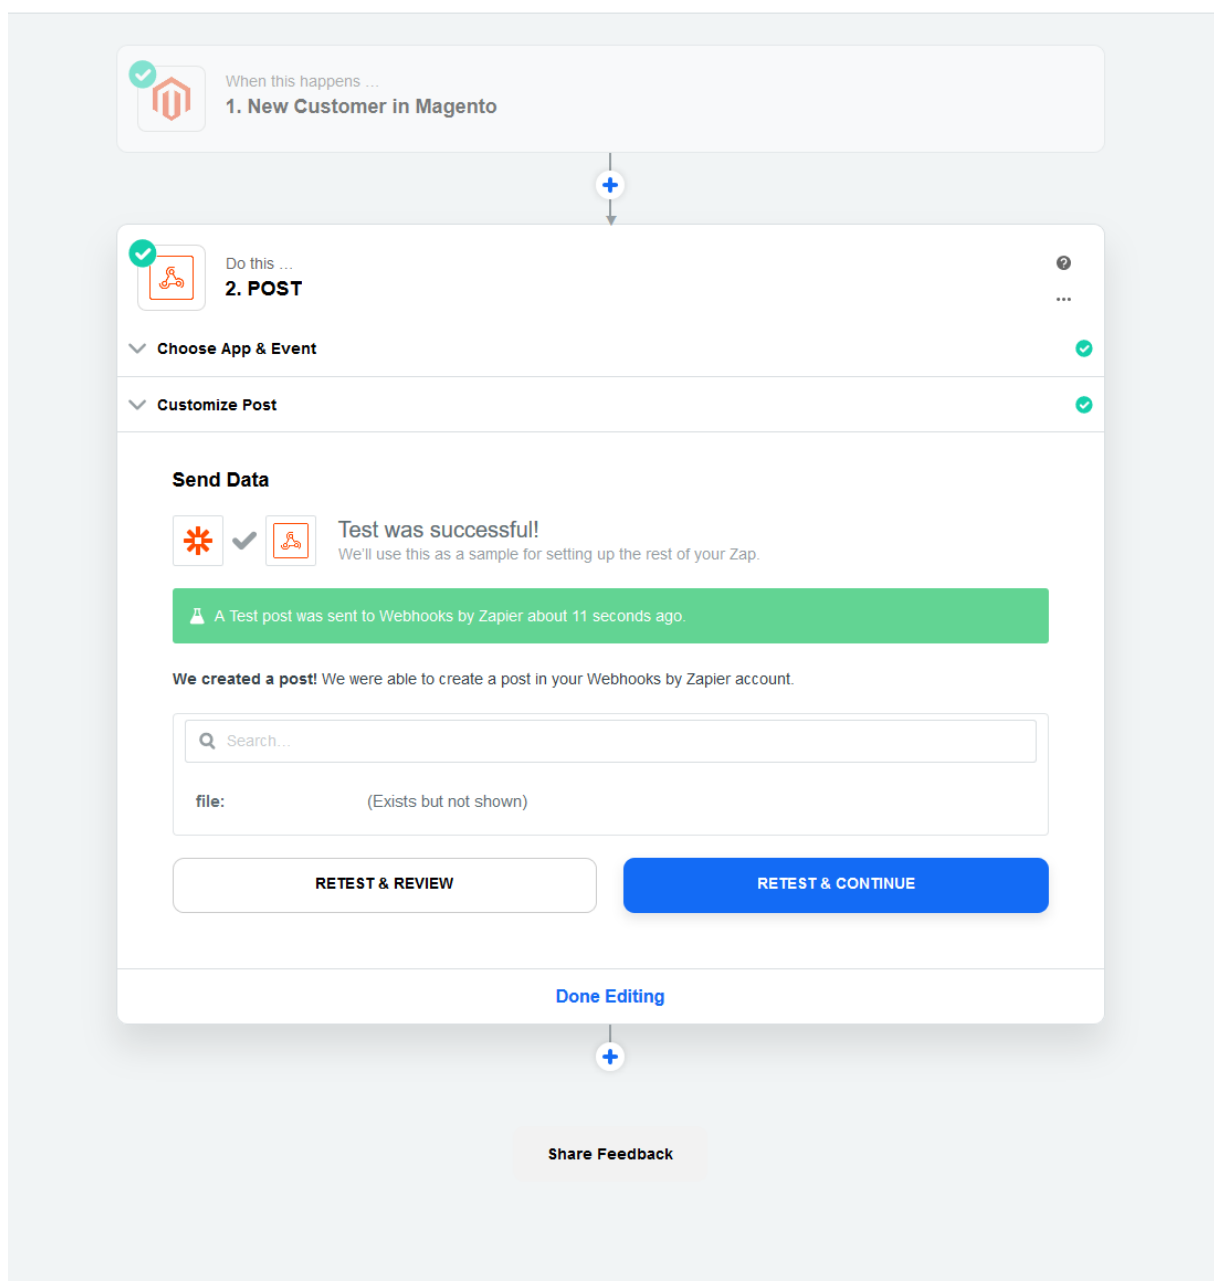 When this happens ...
1. New Customer in Magento
Do this ...
2. POST
Choose App & Event
Customize Post
Send Data
Test was successful!
We'll use this as a sample for setting up the rest of your Zap.
A Test post was sent to Webhooks by Zapier about 11 seconds ago.
We created a post! We were able to create a post in your Webhooks by Zapier account.
Search...
file: (Exists but not shown)
RETEST & REVIEW RETEST & CONTINUE
Done Editing
Share Feedback